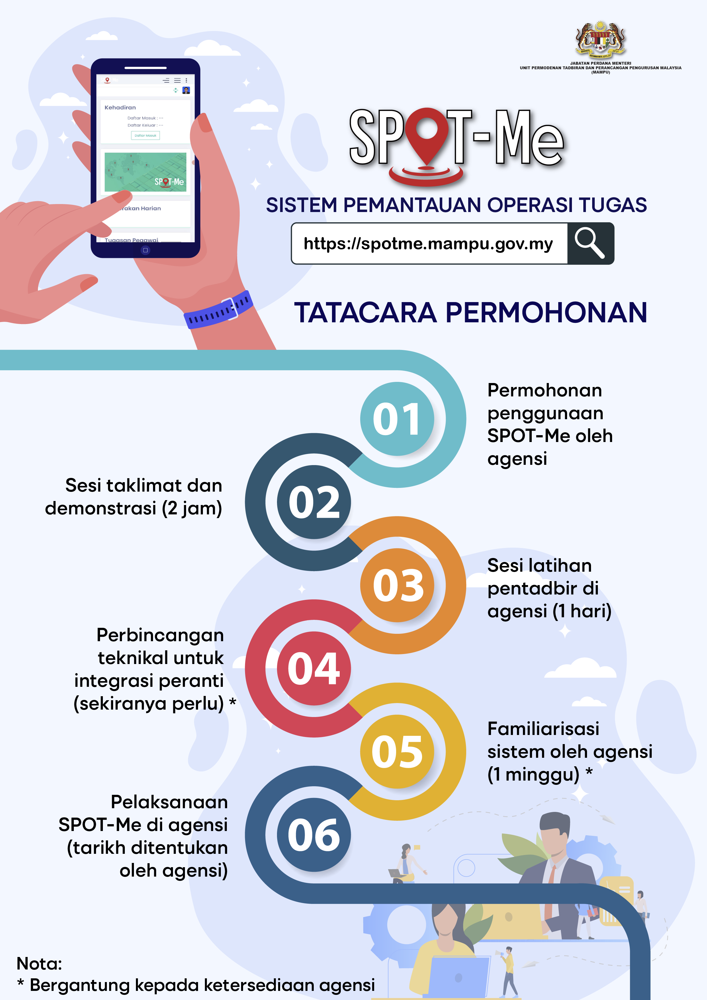 JABATAN PERDANA MENTERI
UNIT PERMODENAN TADBIRAN DAN PERANCANGAN PENGURUSAN MALAYSIA
(MAMPU)
Kehadiran
Daftar Masuk : --
Daftar Keluar : --
Daftar Masuk
SPOT-Me
rakan Harian
Tugasan Pegawai
SPOT-Me
SISTEM PEMANTAUAN OPERASI TUGAS
https://spotme.mampu.gov.my
TATACARA PERMOHONAN
01
Permohonan
penggunaan
SPOT-Me oleh
agensi
02
Sesi taklimat dan
demonstrasi (2 jam)
03
Sesi latihan
pentadbir di
agensi (1 hari)
04
Perbincangan
teknikal untuk
integrasi peranti
(sekiranya perlu) *
05
Familiarisasi
sistem oleh agensi
(1 minggu) *
06
Pelaksanaan
SPOT-Me di agensi
(tarikh ditentukan
oleh agensi)
Nota:
* Bergantung kepada ketersediaan agensi